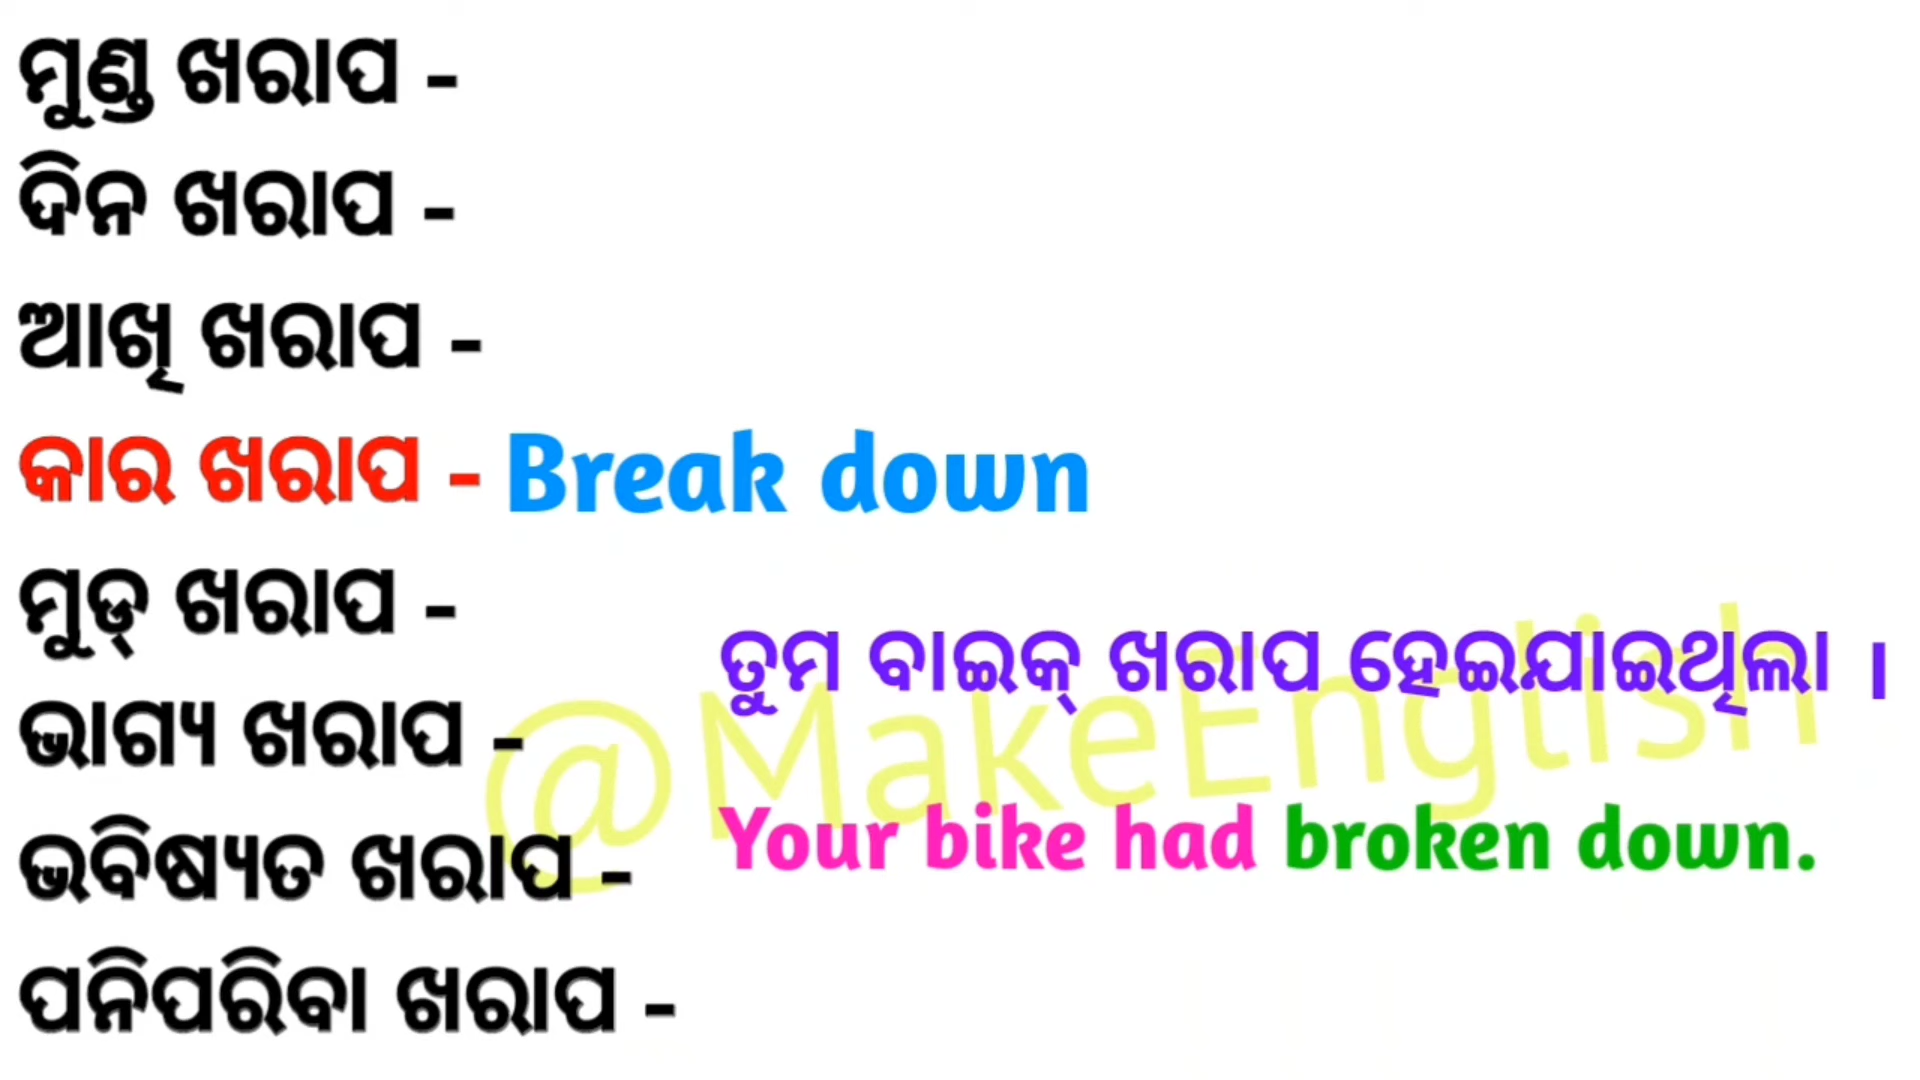 ମୁଣ୍ଡ ଖରାପ -
ଦିନ ଖରାପ -
ଆଖି ଖରାପ -
କାର ଖରାପ - Break down
ମୁଡ୍ ଖରାପ -
ତୁମ ବାଇକ୍ ଖରାପ ହେଇଯାଇଥିଲା ।
ଭାଗ୍ୟ ଖରାପ -
@MakeEnglish
Your bike had broken down.
ଭବିଷ୍ୟତ ଖରାପ -
ପନିପରିବା ଖରାପ -